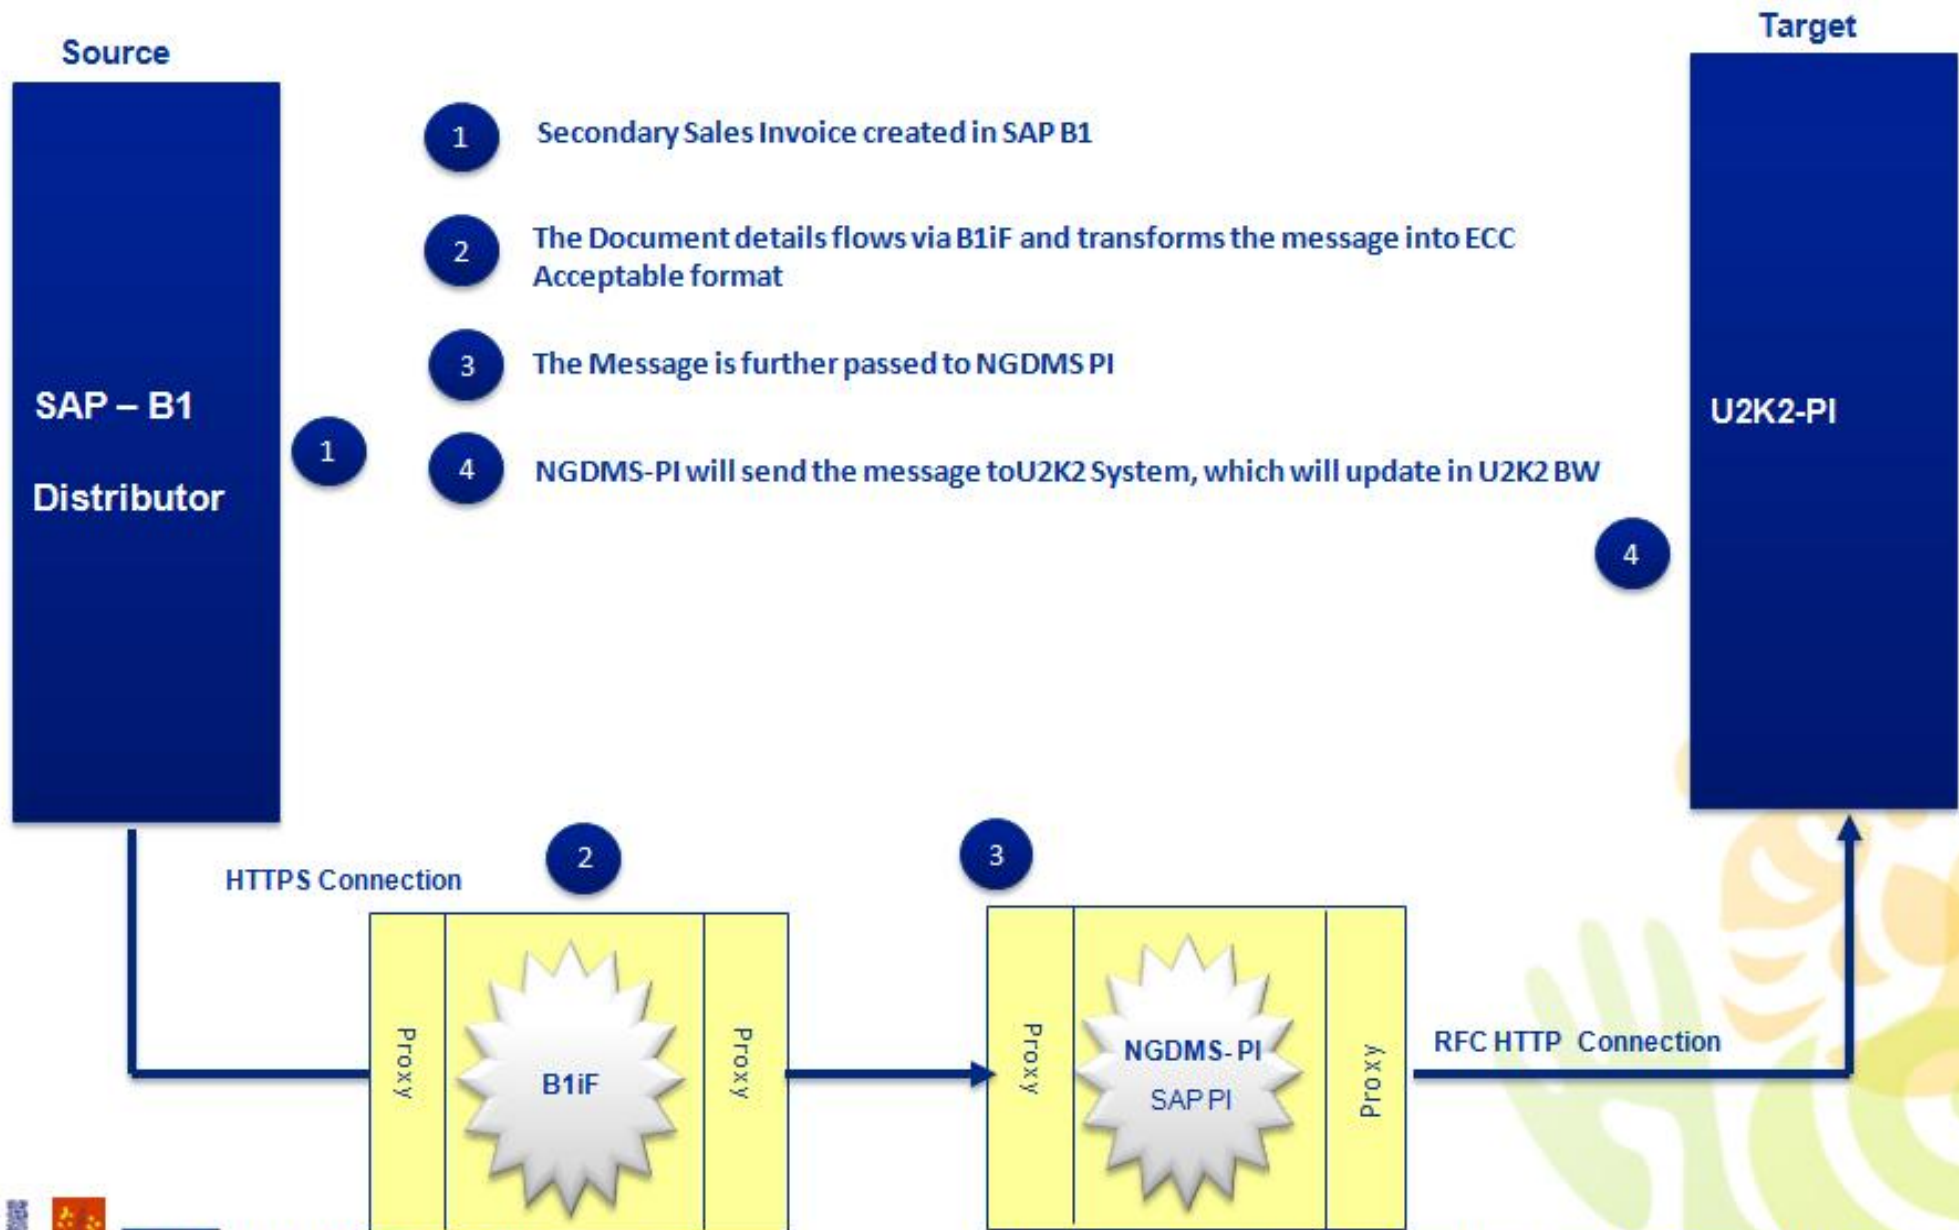 Source
Target
1
Secondary Sales Invoice created in SAP B1
2
The Document details flows via B1iF and transforms the message into ECC
Acceptable format
3
The Message is further passed to NGDMS PI
4
NGDMS-PI will send the message toU2K2 System, which will update in U2K2 BW
SAP – B1
Distributor
1
U2K2-PI
4
HTTPS Connection
2
3
Proxy
B1iF
Proxy
Proxy
NGDMS- PI
SAP PI
Proxy
RFC HTTP Connection